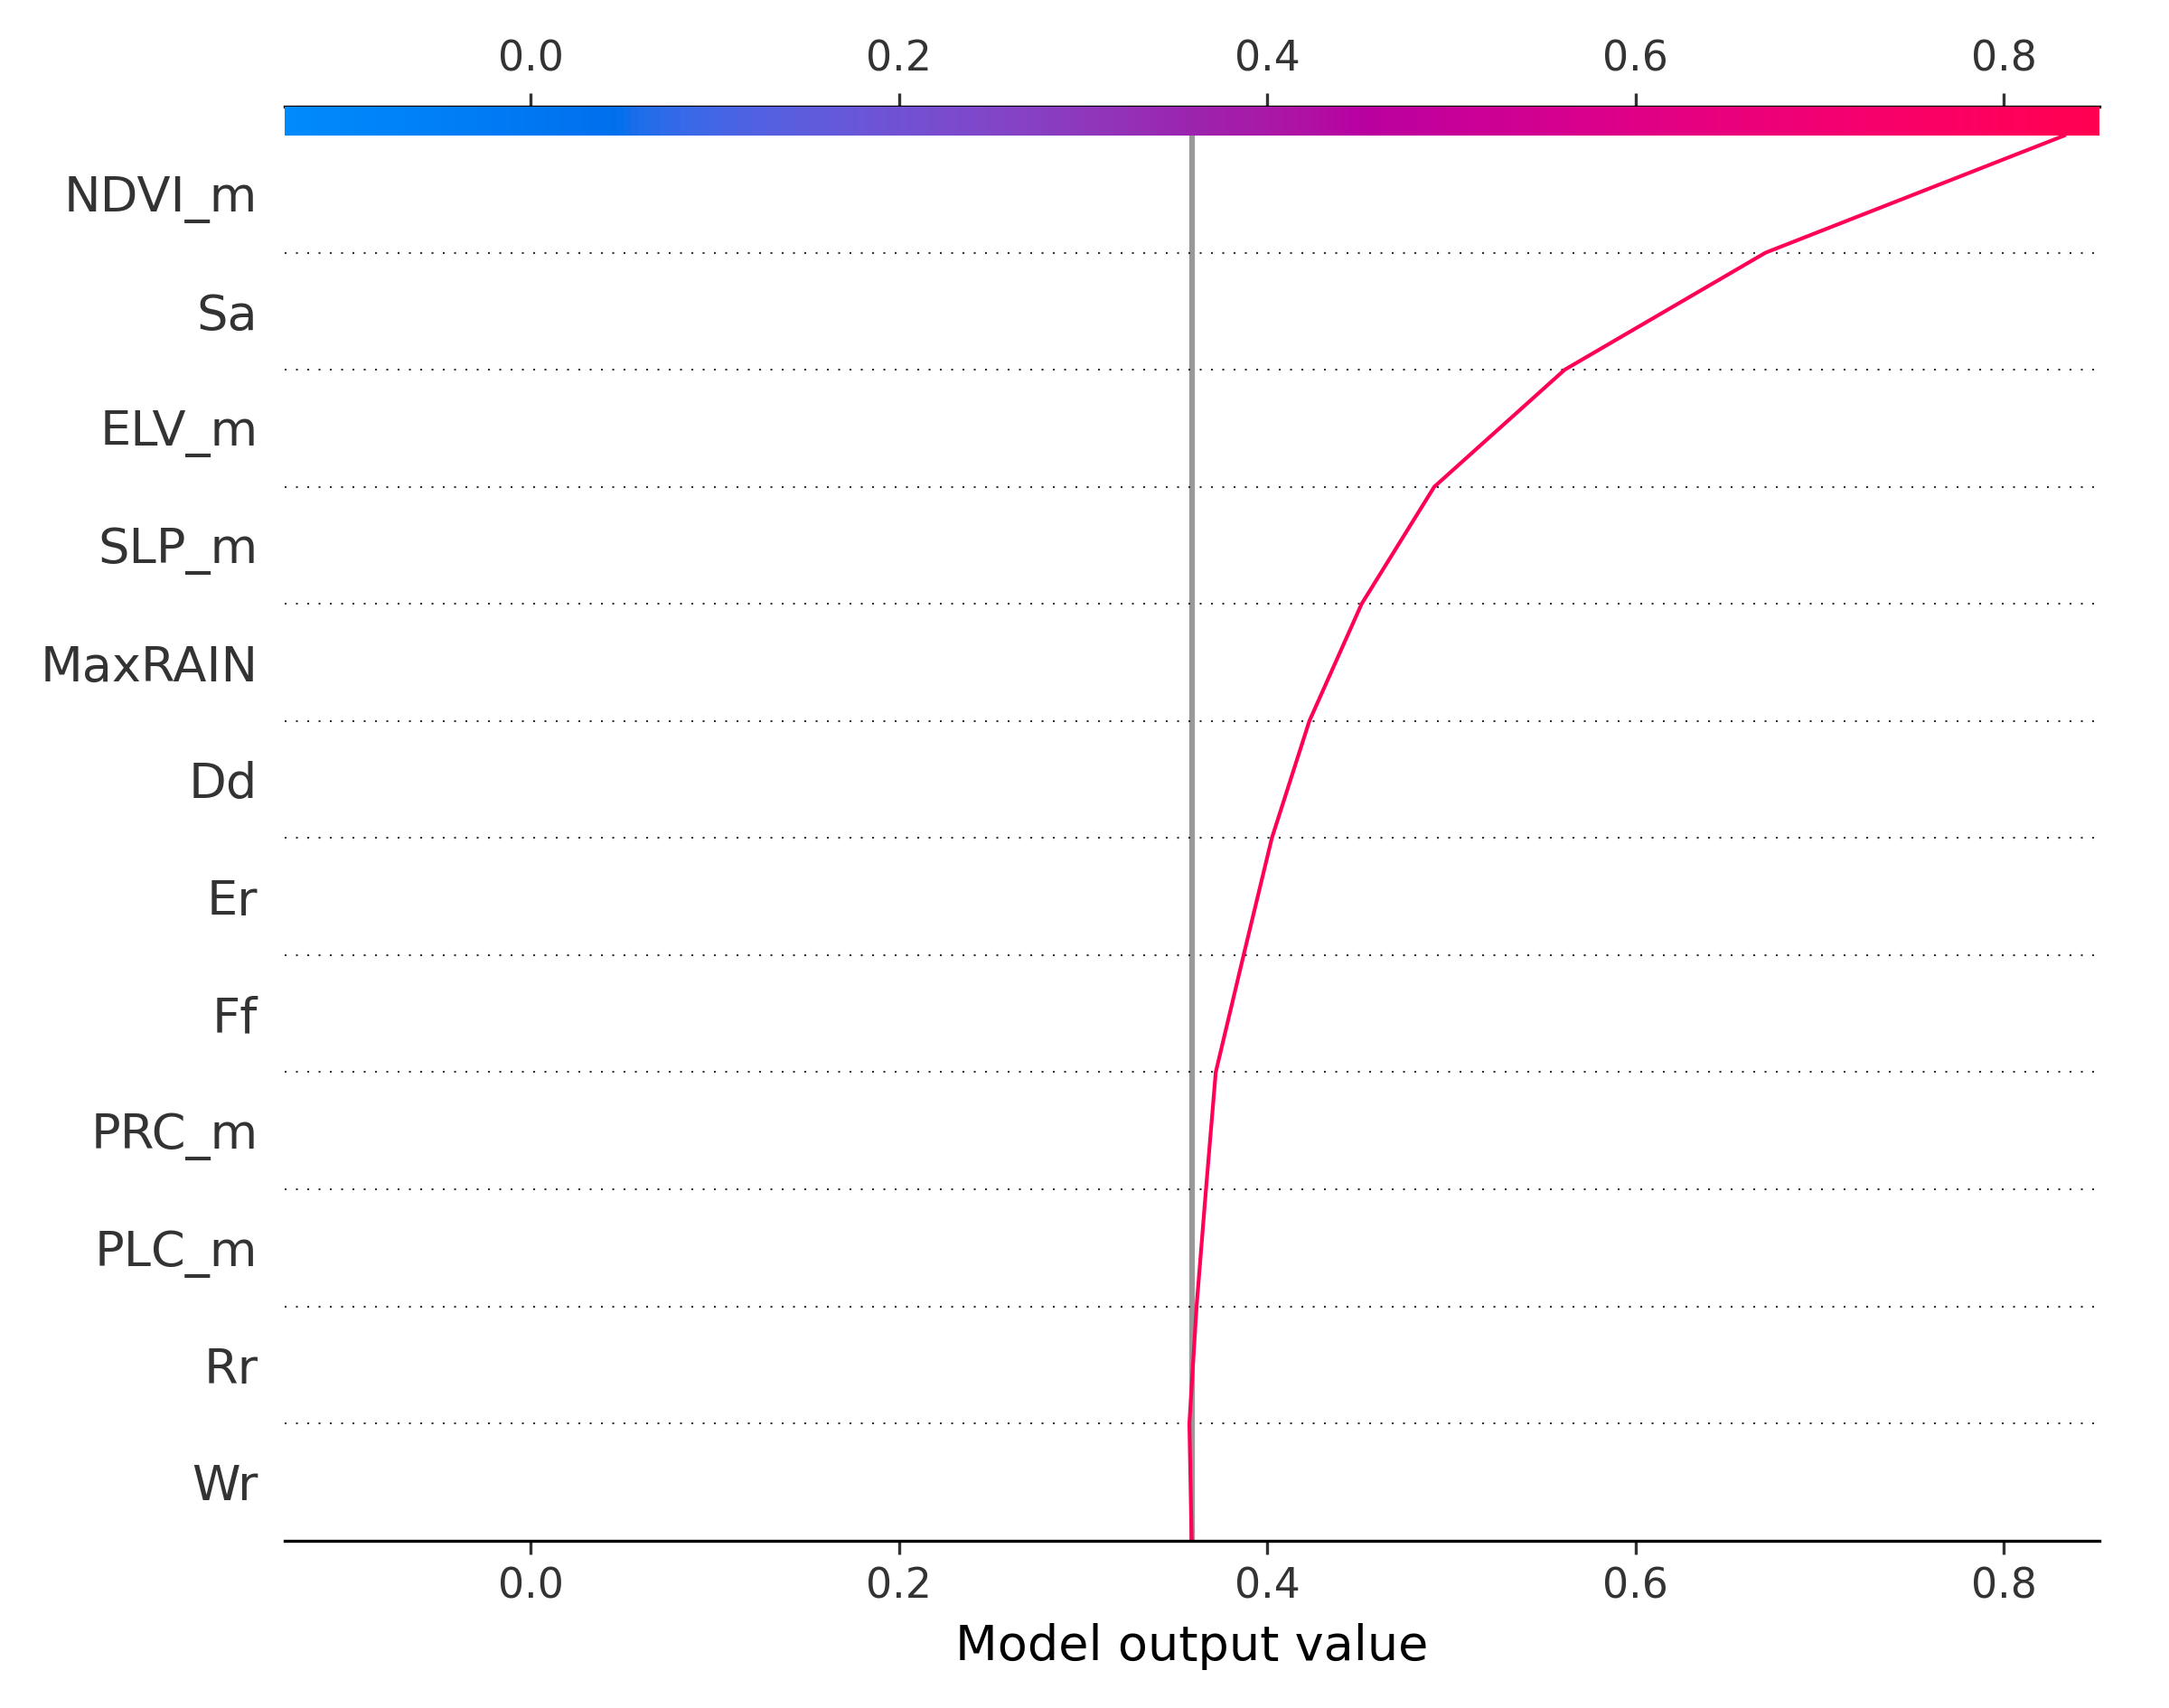 0.0 0.2 0.4 0.6 0.8
NDVI_m
Sa
ELV_m
SLP_m
MaxRAIN
Dd
Er
Ff
PRC_m
PLC_m
Rr
Wr
0.0 0.2 0.4 0.6 0.8
Model output value